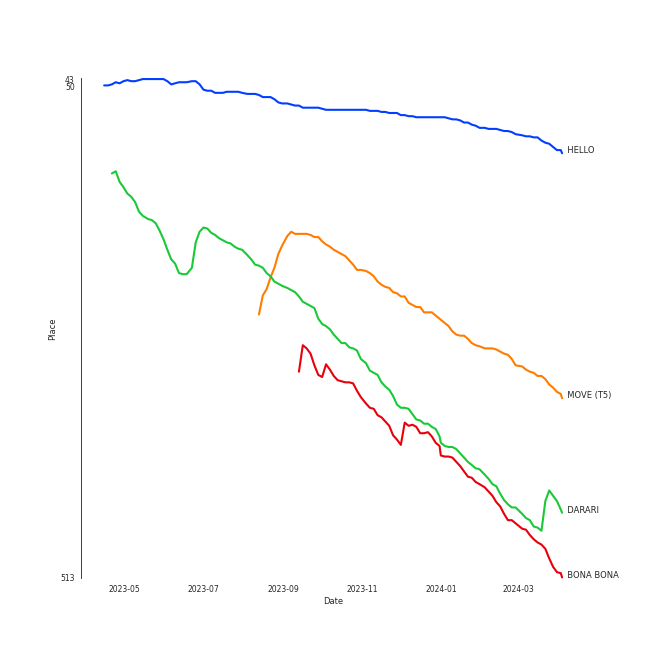 43
50
HELLO
Place
MOVE (T5)
DARARI
513
BONA BONA
2023-05
2023-07
2023-09
2023-11
2024-01
2024-03
Date